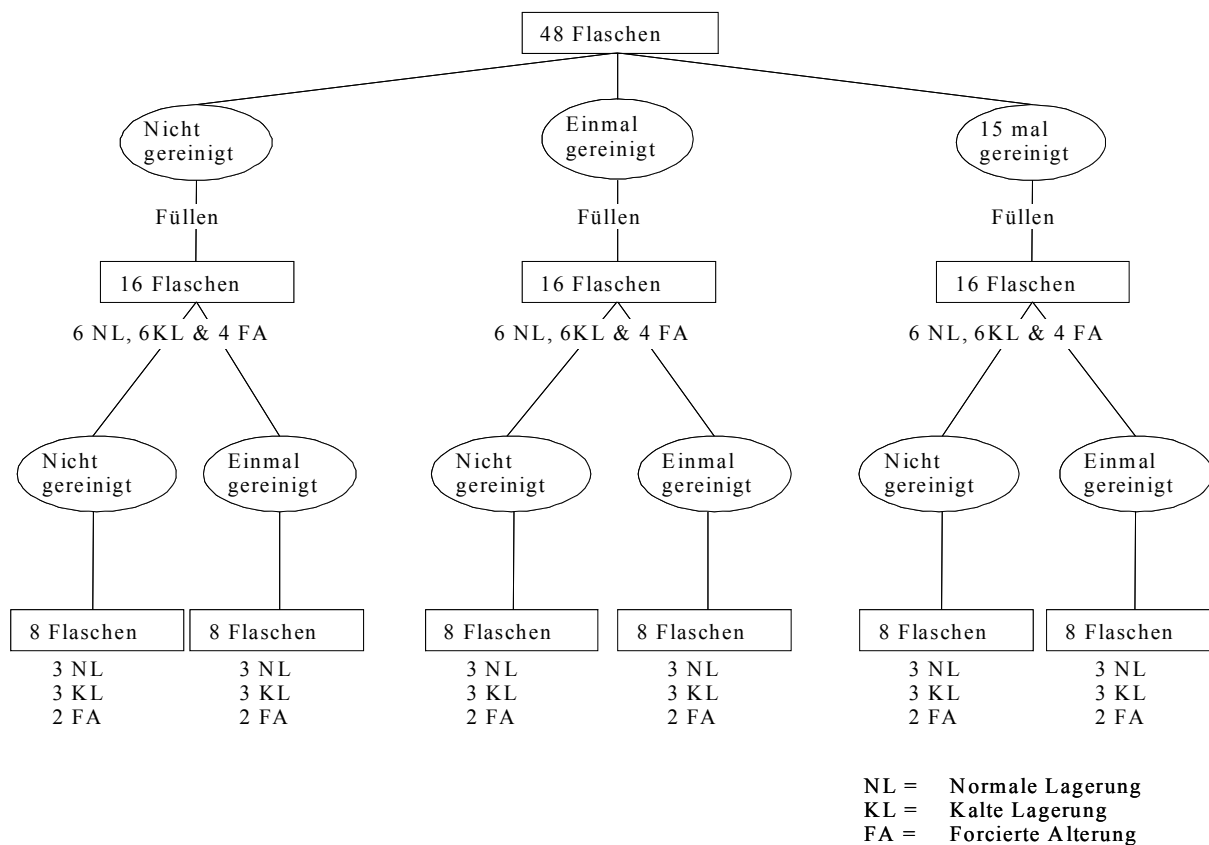 48 Flaschen
Nicht
gereinigt
Einmal
gereinigt
15 mal
gereinigt
Füllen
Füllen
Füllen
16 Flaschen
16 Flaschen
16 Flaschen
6 NL, 6KL & 4 FA
6 NL, 6KL & 4 FA
6 NL, 6KL & 4 FA
Nicht
gereinigt
Einmal
gereinigt
Nicht
gereinigt
Einmal
gereinigt
Nicht
gereinigt
Einmal
gereinigt
8 Flaschen
8 Flaschen
8 Flaschen
8 Flaschen
8 Flaschen
8 Flaschen
3 NL
3 KL
2 FA
3 NL
3 KL
2 FA
3 NL
3 KL
2 FA
3 NL
3 KL
2 FA
3 NL
3 KL
2 FA
3 NL
3 KL
2 FA
NL = Normale Lagerung
KL = Kalte Lagerung
FA = Forcierte Alterung